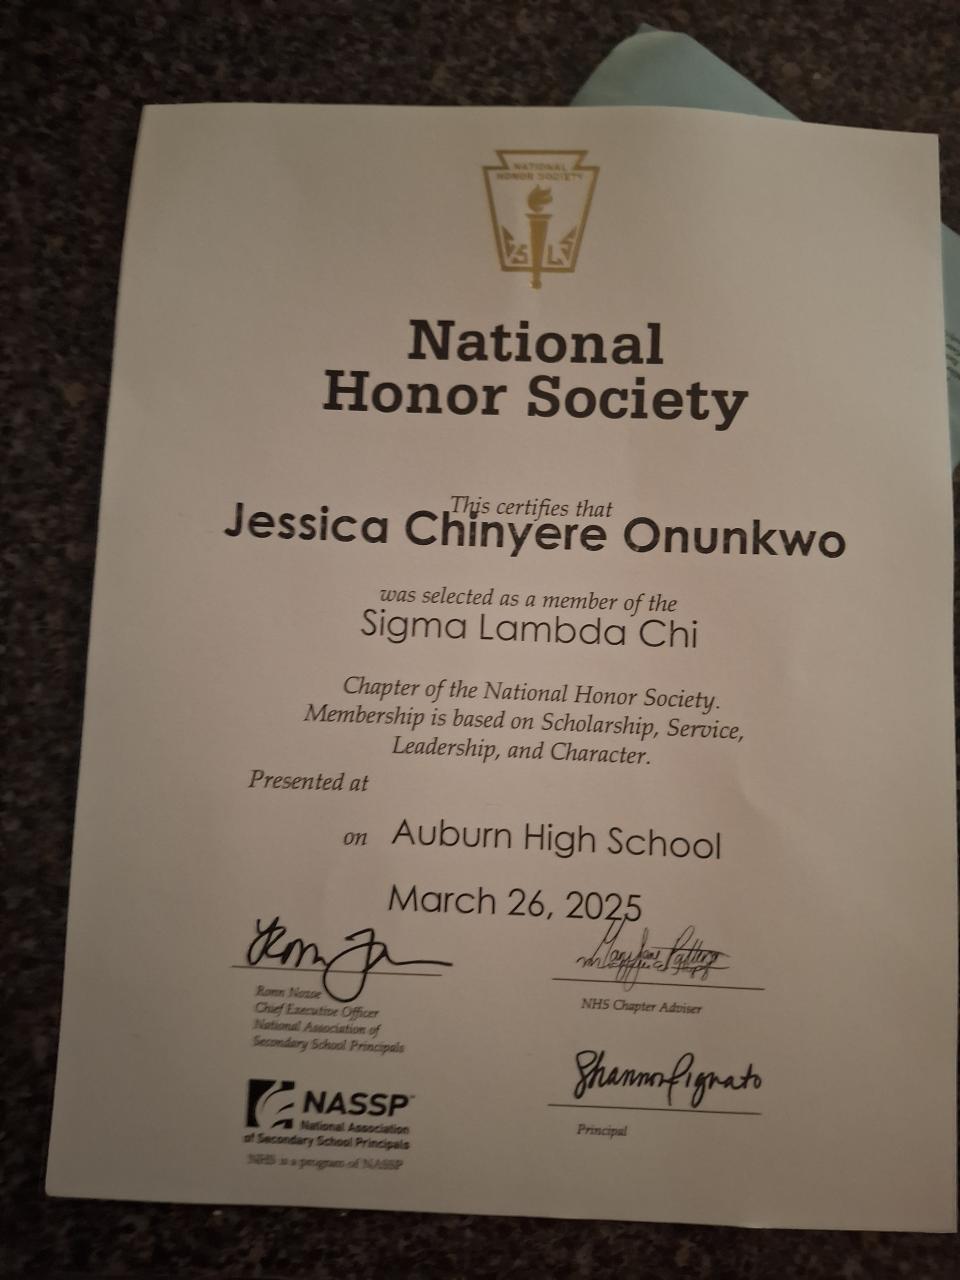 NATIONAL
HONOR SOCIETY
S L
National
Honor Society
This certifies that
Jessica Chinyere Onunkwo
was selected as a member of the
Sigma Lambda Chi
Chapter of the National Honor Society.
Membership is based on Scholarship, Service,
Leadership, and Character.
Presented at
on Auburn High School
March 26, 2025
Ronn Nozoe
Chief Executive Officer
National Association of
Secondary School Principals
NHS Chapter Adviser
NASSP
National Association
of Secondary School Principals
NHS is a program of NASSP
Shannon Pignato
Principal